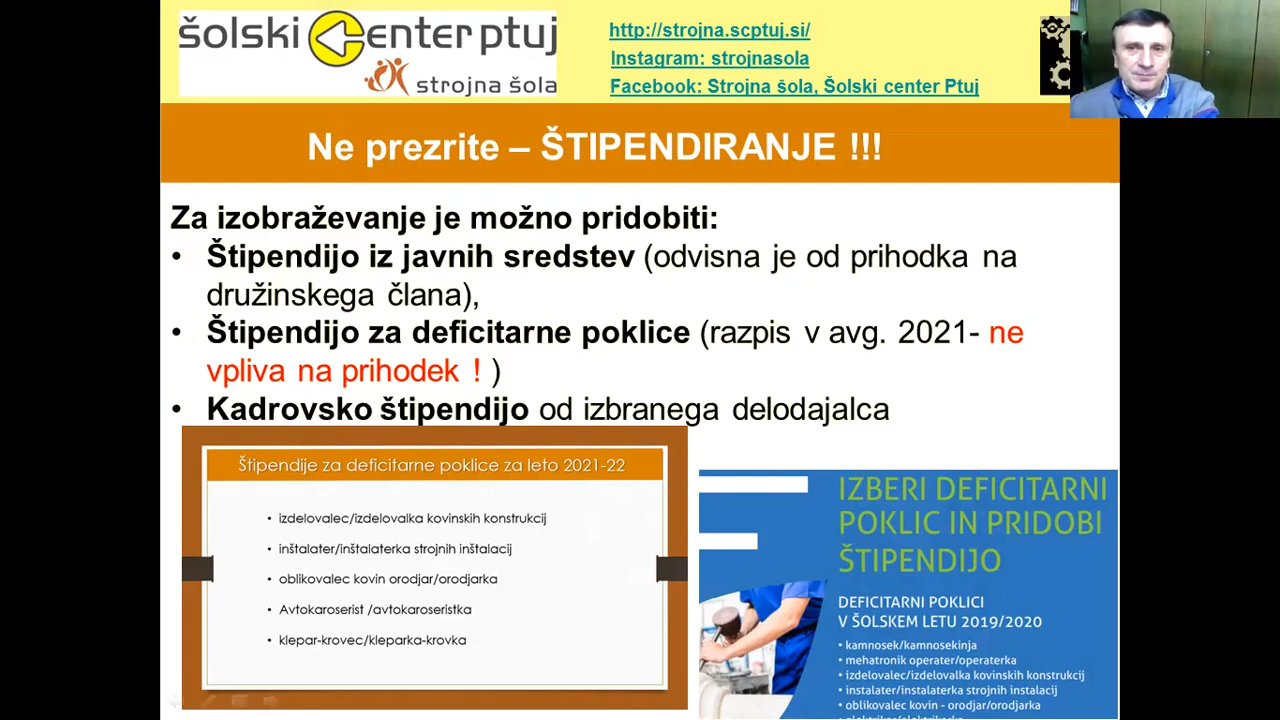 šolski center ptuj
strojna šola
http://strojna.scptuj.si/
Instagram: strojnasola
Facebook: Strojna šola, Šolski center Ptuj
Ne prezrite – ŠTIPENDIRANJE !!!
Za izobraževanje je možno pridobiti:
• Štipendijo iz javnih sredstev (odvisna je od prihodka na
družinskega člana),
• Štipendijo za deficitarne poklice (razpis v avg. 2021- ne
vpliva na prihodek ! )
• Kadrovsko štipendijo od izbranega delodajalca
Štipendije za deficitarne poklice za leto 2021-22
• izdelovalec/izdelovalka kovinskih konstrukcij
• inštalater/inštalaterka strojnih inštalacij
• oblikovalec kovin orodjar/orodjarka
• Avtokaroserist /avtokaroseristka
• klepar-krovec/kleparka-krovka
IZBERI DEFICITARNI
POKLIC IN PRIDOBI
ŠTIPENDIJO
DEFICITARNI POKLICI
V ŠOLSKEM LETU 2019/2020
• kamnosek/kamnosekinja
• mehatronik operater/operaterka
• izdelovalec/izdelovalka kovinskih konstrukcij
• instalater/instalaterka strojnih instalacij
• oblikovalec kovin - orodjar/orodjarka